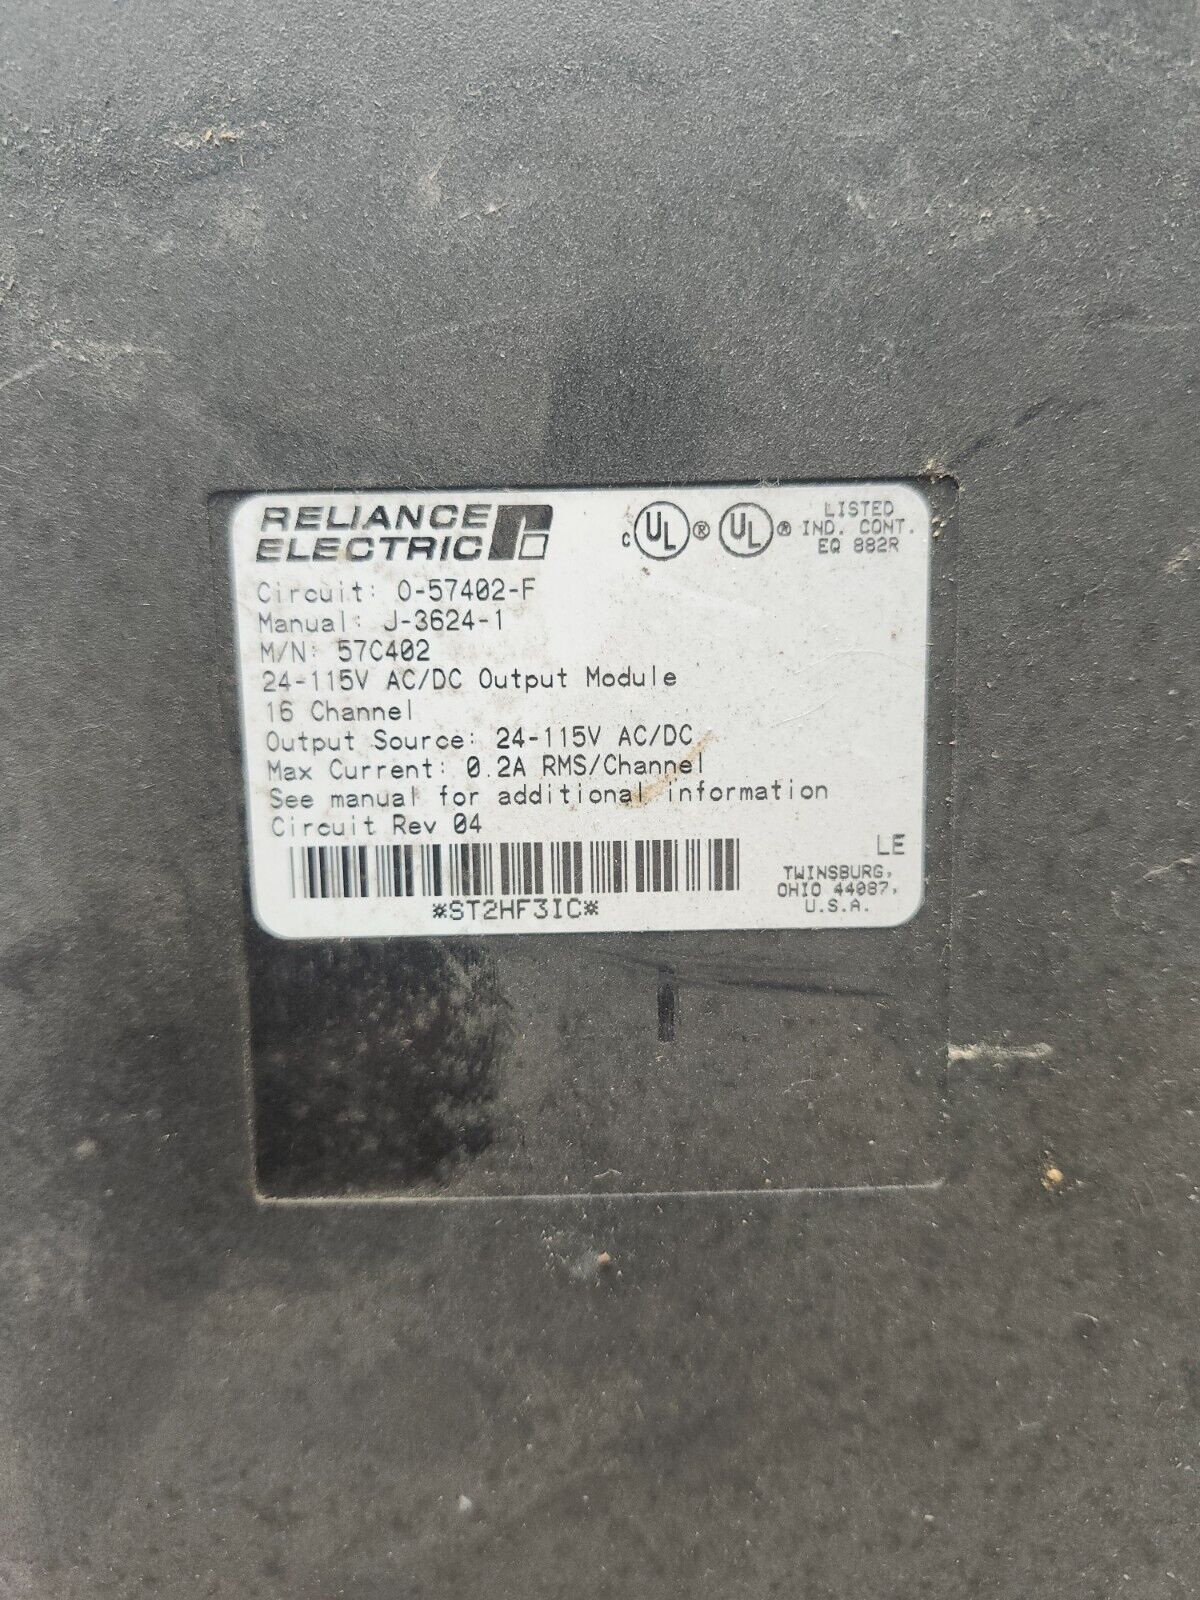 RELIANCE
ELECTRIC
C UL ® UL ®
LISTED
IND. CONT.
EQ 882R
Circuit: O-57402-F
Manual: J-3624-1
M/N: 57C402
24-115V AC/DC Output Module
16 Channel
Output Source: 24-115V AC/DC
Max Current: 0.2A RMS/Channel
See manual for additional information
Circuit Rev 04
*ST2HF3IC*
LE
TWINSBURG,
OHIO 44087,
U.S.A.